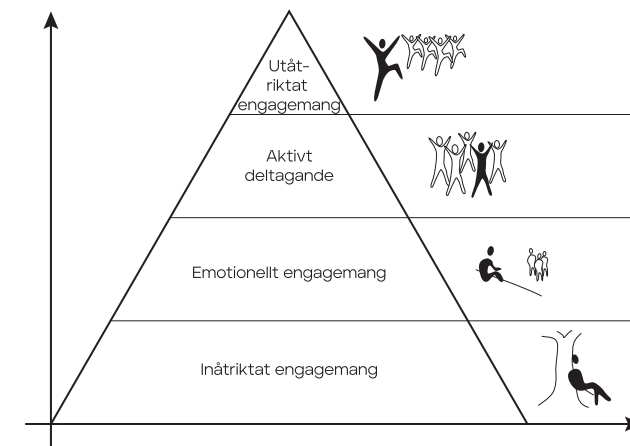 Utåt-
riktat
engagemang
Aktivt
deltagande
Emotionellt engagemang
Inåtriktat engagemang